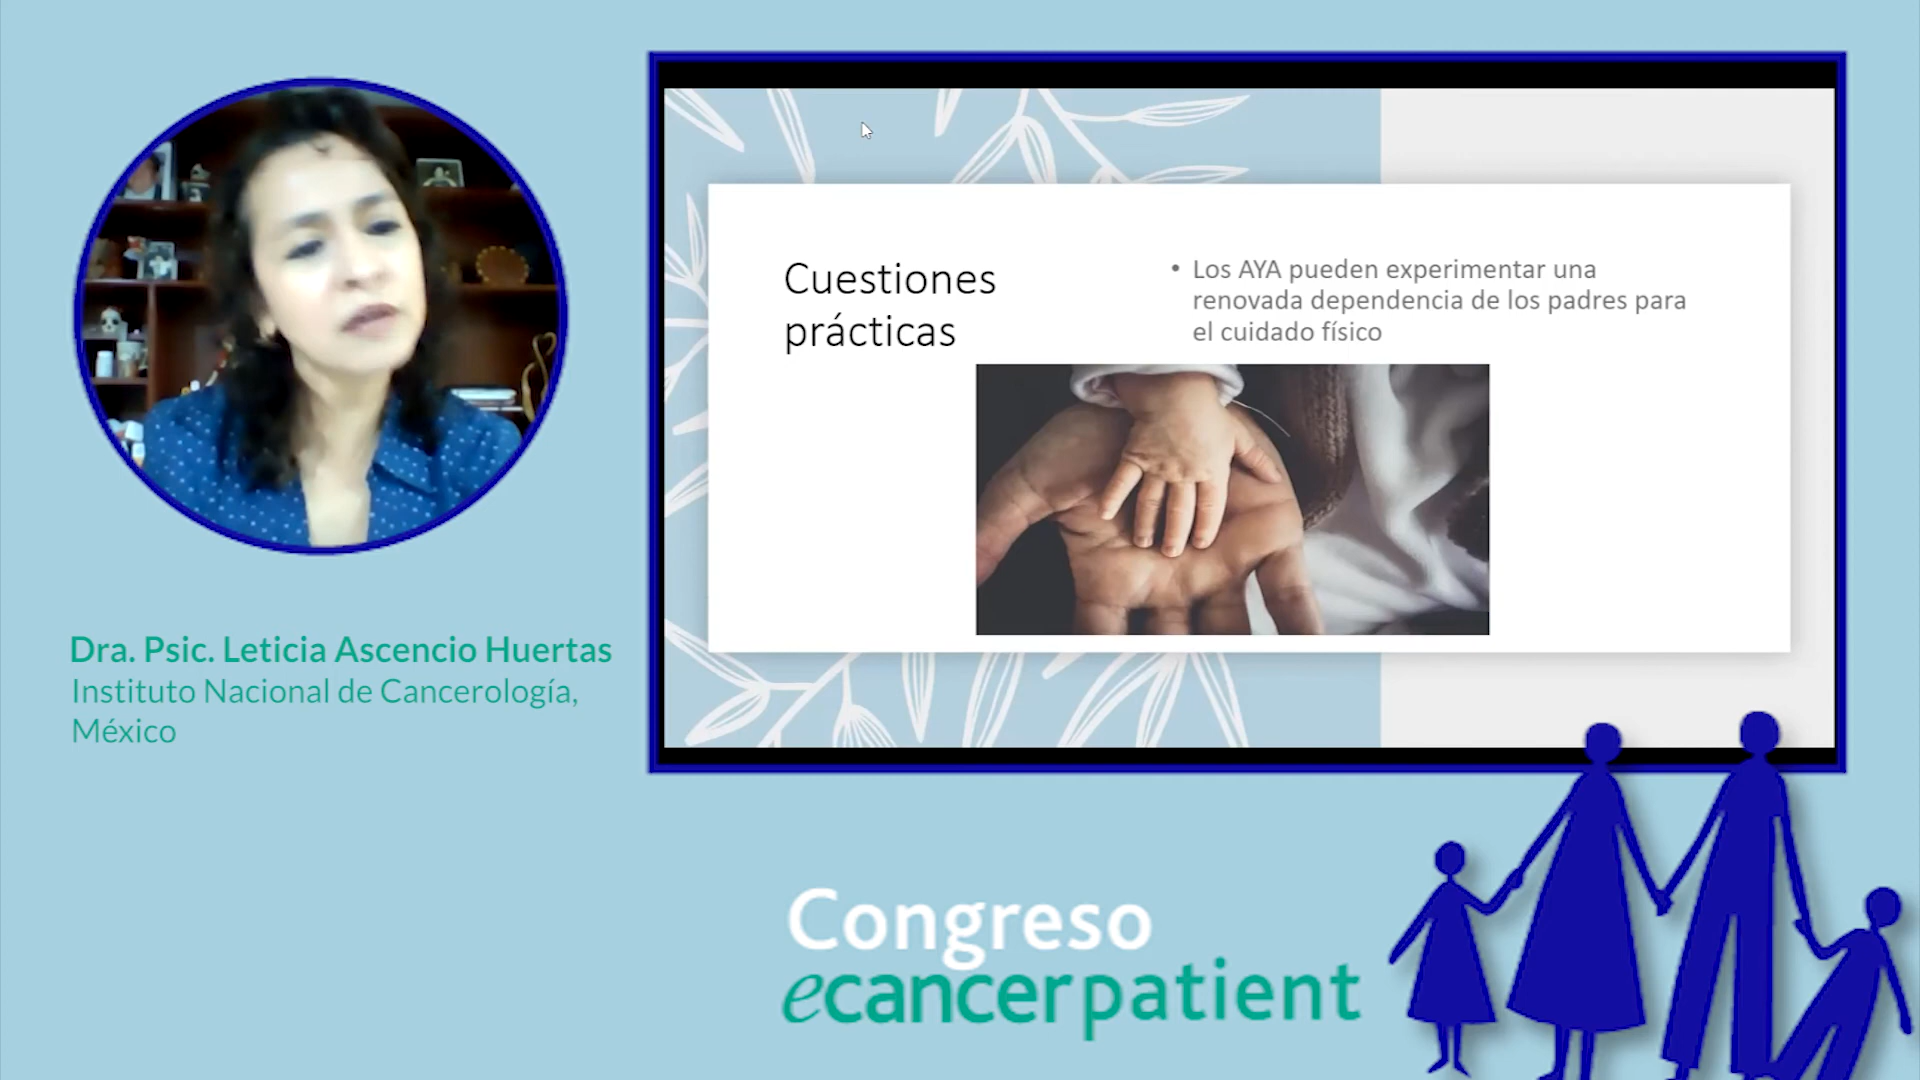 Cuestiones
prácticas
• Los AYA pueden experimentar una
renovada dependencia de los padres para
el cuidado físico
Dra. Psic. Leticia Ascencio Huertas
Instituto Nacional de Cancerología,
México
Congreso
ecancerpatient